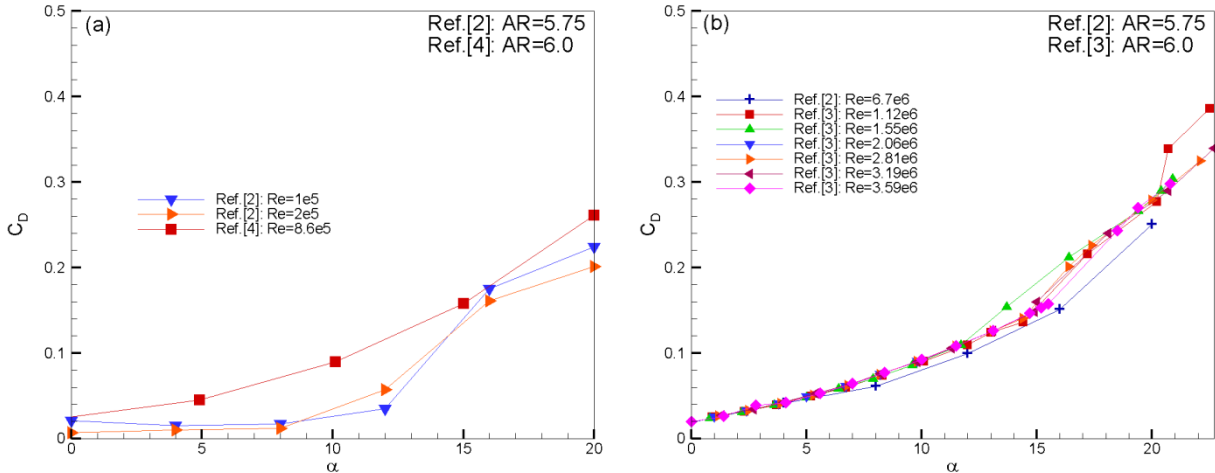 (a)
Ref.[2]: AR=5.75
Ref.[4]: AR=6.0
Ref.[2]: Re=1e5
Ref.[2]: Re=2e5
Ref.[4]: Re=8.6e5
C_D
0.5
0.4
0.3
0.2
0.1
0
0 5 10 15 20
α
(b)
Ref.[2]: AR=5.75
Ref.[3]: AR=6.0
Ref.[2]: Re=6.7e6
Ref.[3]: Re=1.12e6
Ref.[3]: Re=1.55e6
Ref.[3]: Re=2.06e6
Ref.[3]: Re=2.81e6
Ref.[3]: Re=3.19e6
Ref.[3]: Re=3.59e6
C_D
0.5
0.4
0.3
0.2
0.1
0
0 5 10 15 20
α